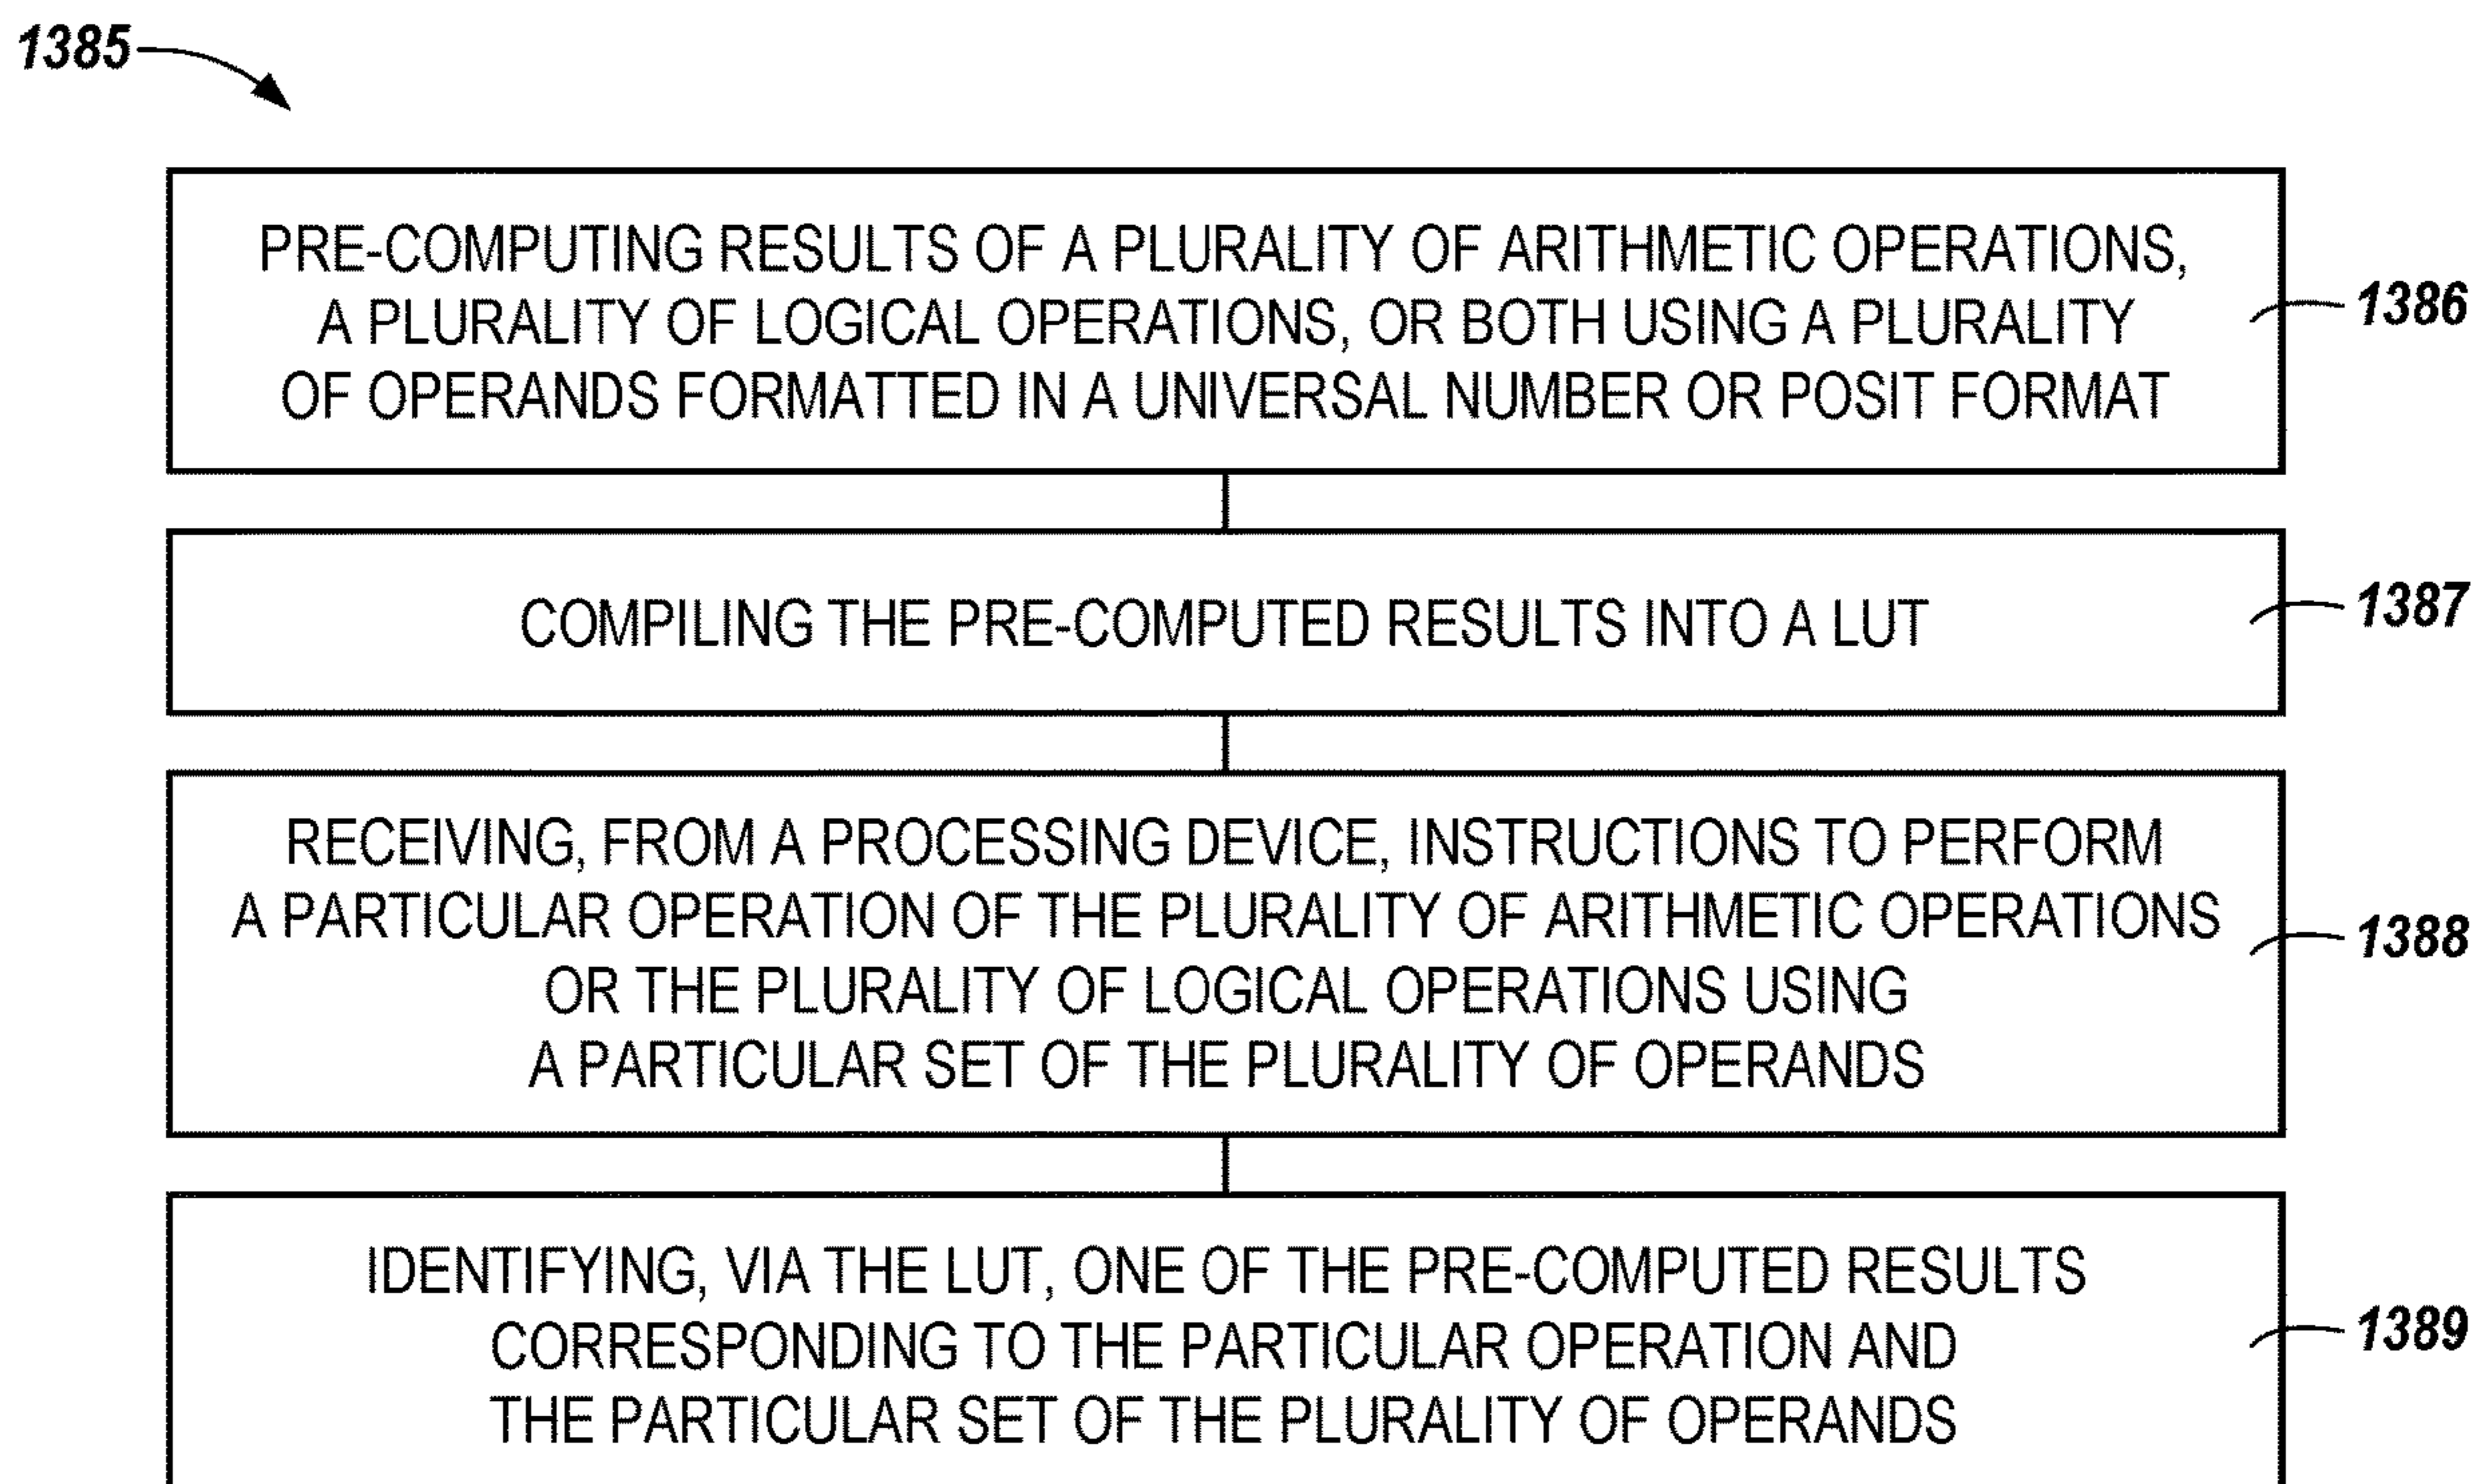 1385
PRE-COMPUTING RESULTS OF A PLURALITY OF ARITHMETIC OPERATIONS,
A PLURALITY OF LOGICAL OPERATIONS, OR BOTH USING A PLURALITY
OF OPERANDS FORMATTED IN A UNIVERSAL NUMBER OR POSIT FORMAT
1386
COMPILING THE PRE-COMPUTED RESULTS INTO A LUT
1387
RECEIVING, FROM A PROCESSING DEVICE, INSTRUCTIONS TO PERFORM
A PARTICULAR OPERATION OF THE PLURALITY OF ARITHMETIC OPERATIONS
OR THE PLURALITY OF LOGICAL OPERATIONS USING
A PARTICULAR SET OF THE PLURALITY OF OPERANDS
1388
IDENTIFYING, VIA THE LUT, ONE OF THE PRE-COMPUTED RESULTS
CORRESPONDING TO THE PARTICULAR OPERATION AND
THE PARTICULAR SET OF THE PLURALITY OF OPERANDS
1389